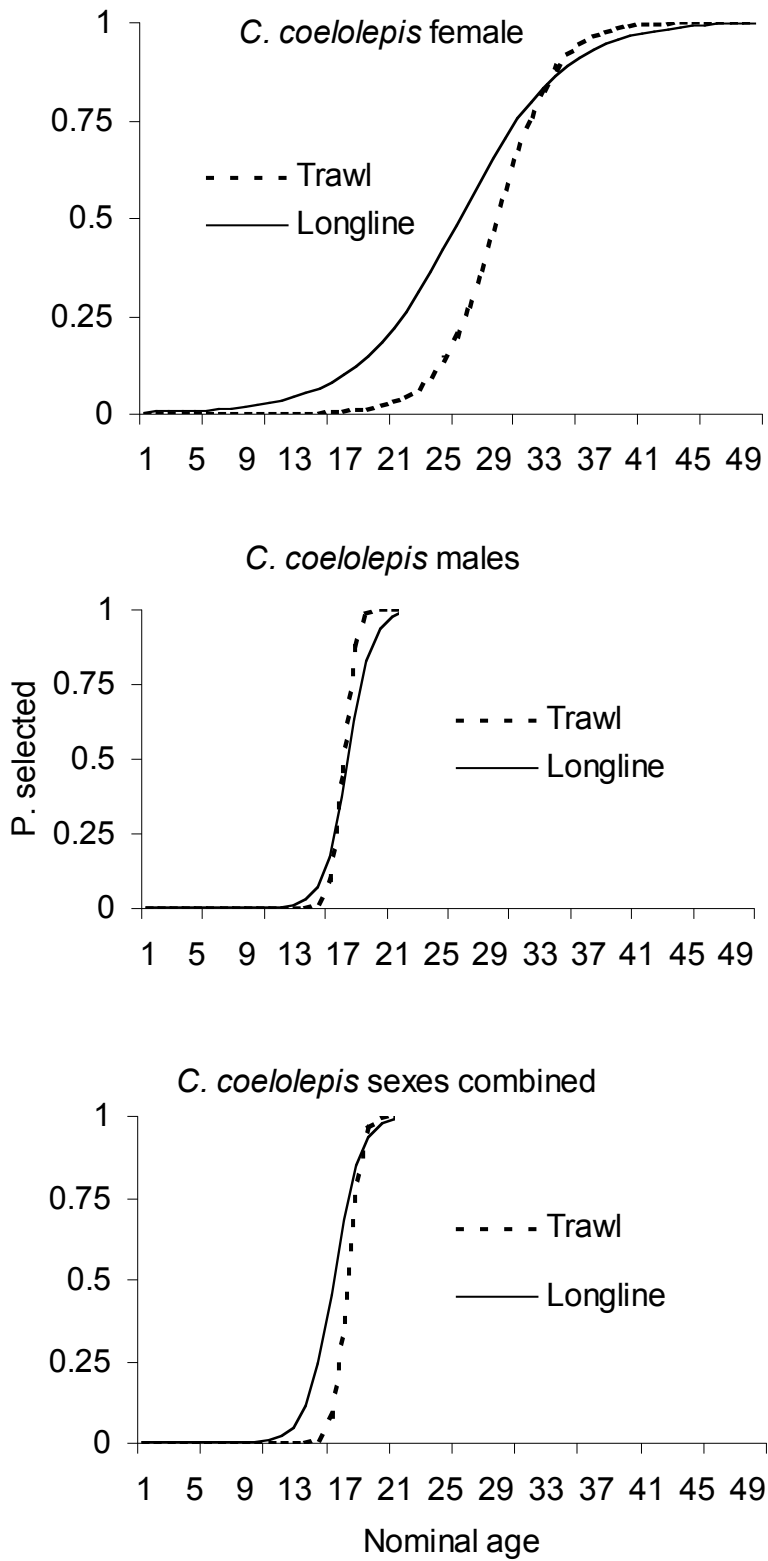 C. coelolepis female
1
0.75
0.5
0.25
0
Trawl
Longline
1 5 9 13 17 21 25 29 33 37 41 45 49
C. coelolepis males
P. selected
1
0.75
0.5
0.25
0
Trawl
Longline
1 5 9 13 17 21 25 29 33 37 41 45 49
C. coelolepis sexes combined
1
0.75
0.5
0.25
0
Trawl
Longline
1 5 9 13 17 21 25 29 33 37 41 45 49
Nominal age